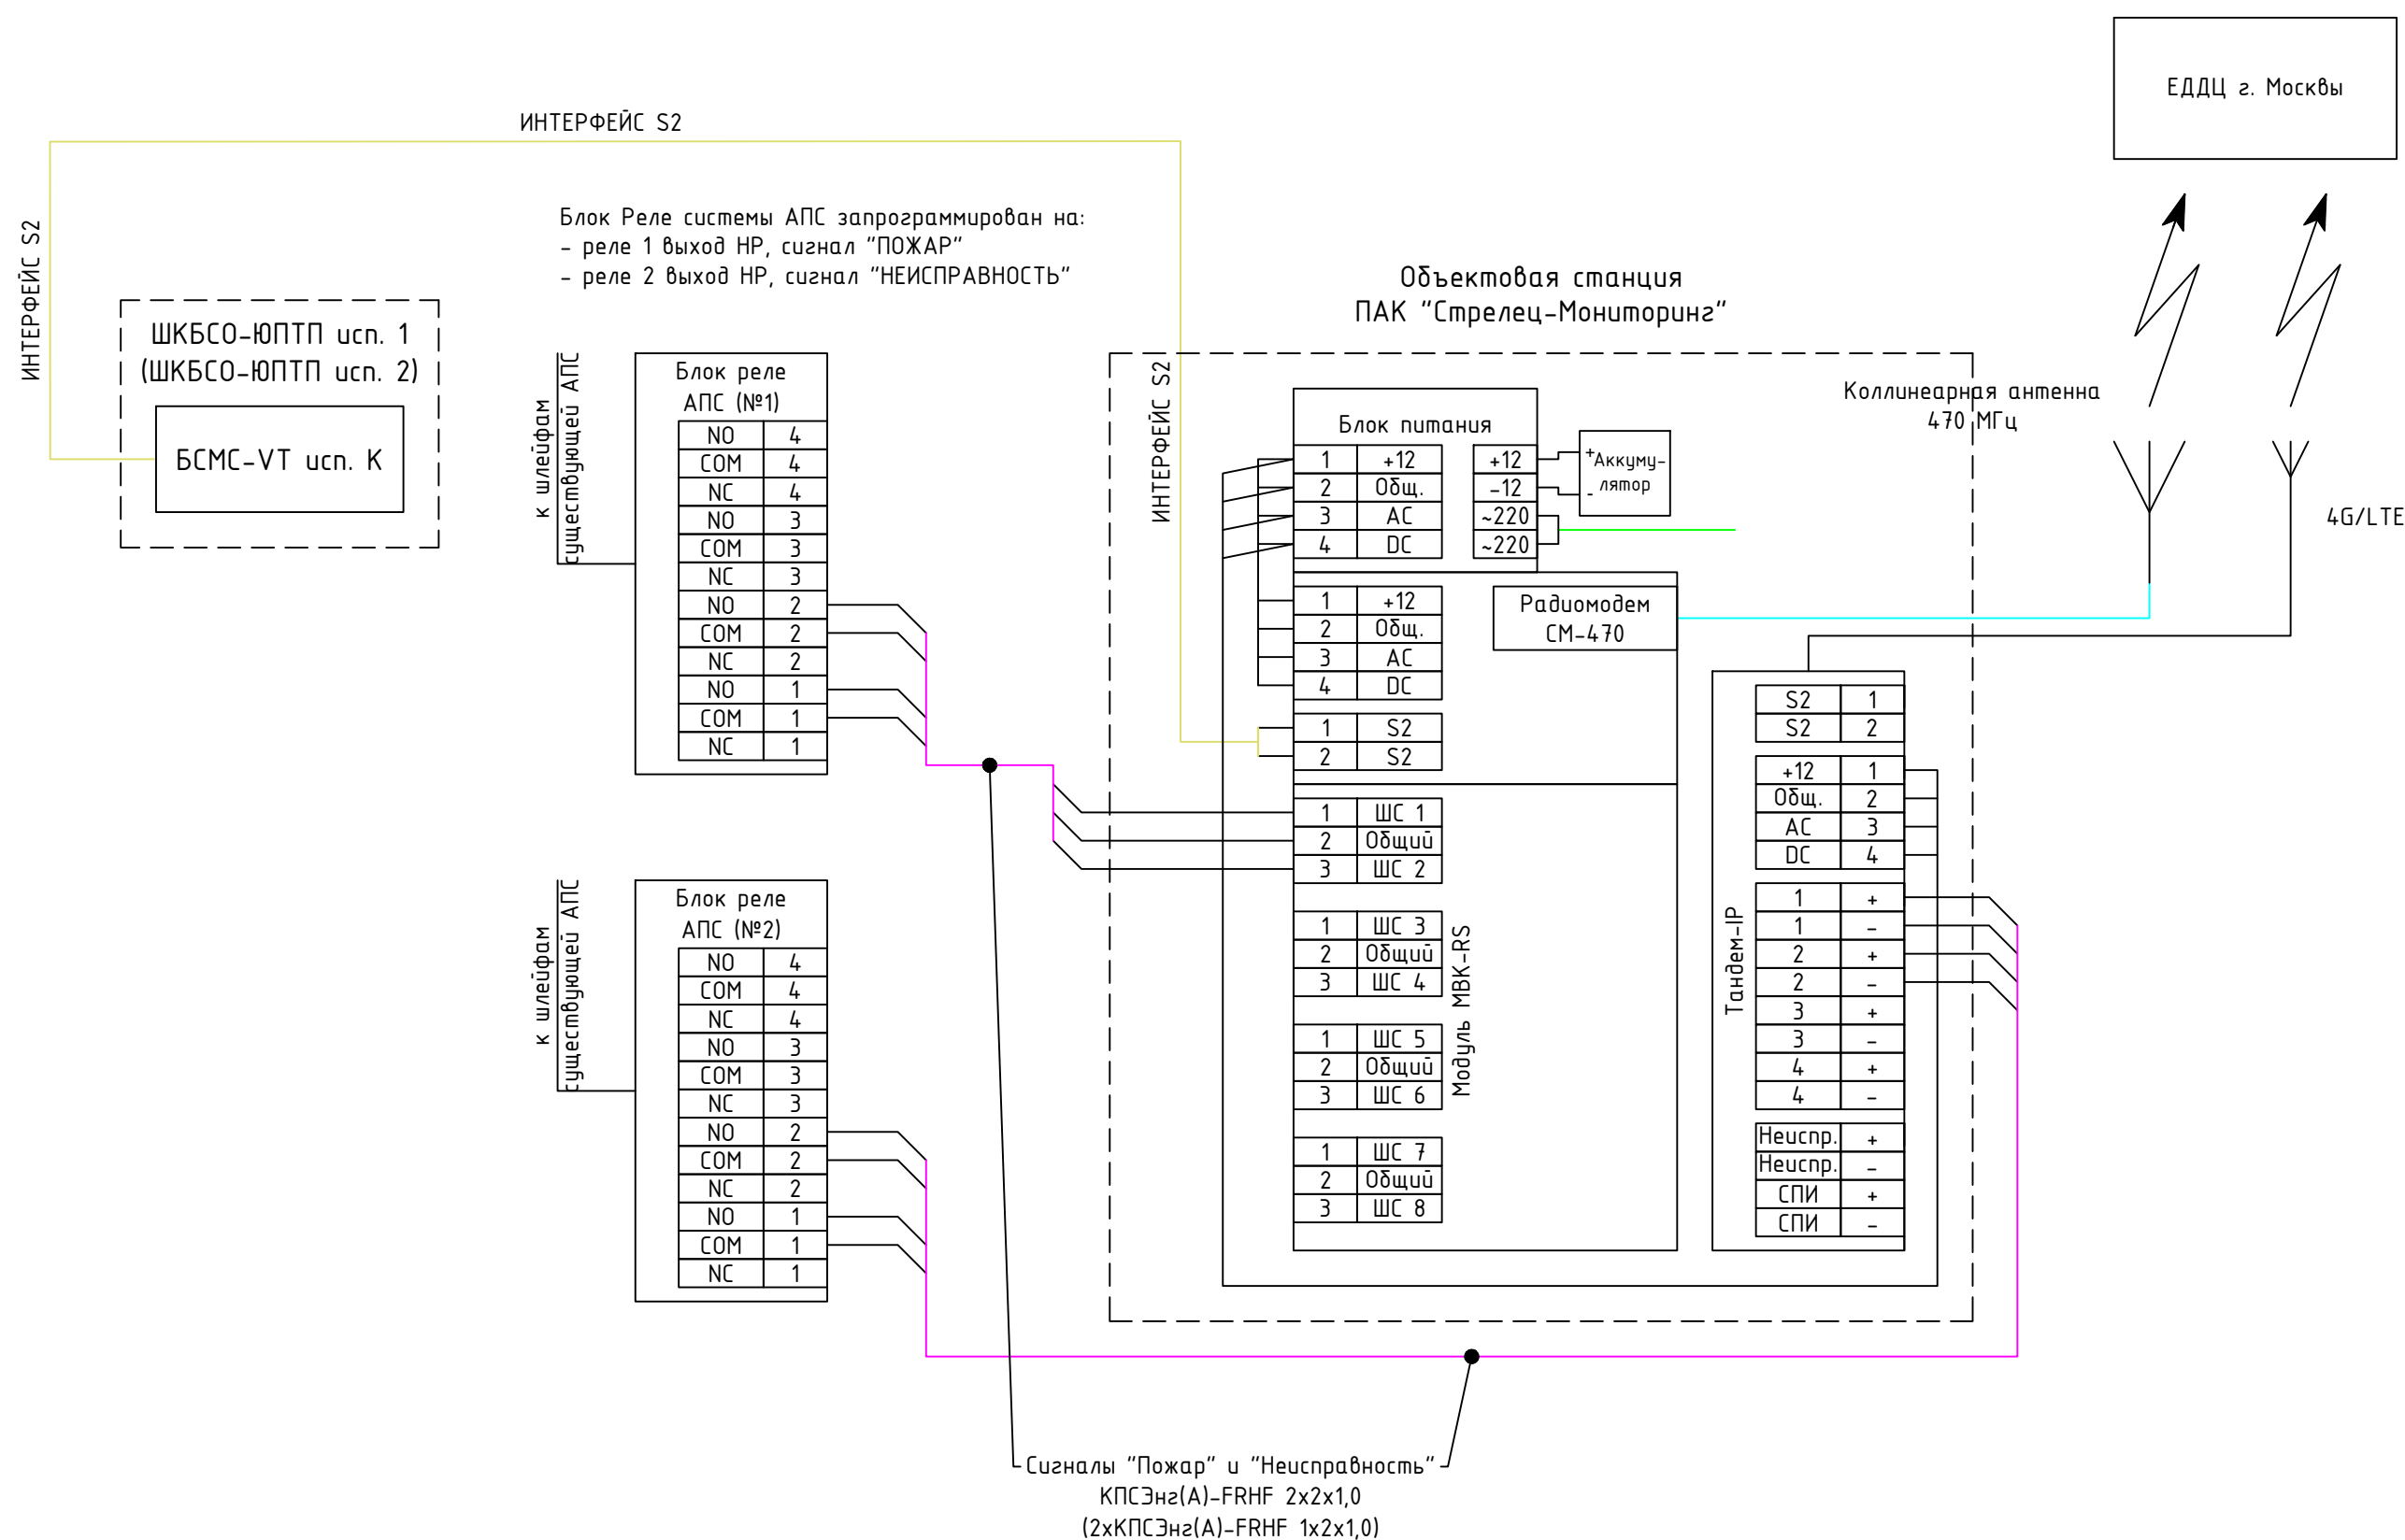 ЕДДЦ г. Москвы
ИНТЕРФЕЙС S2
ИНТЕРФЕЙС S2
Блок Реле системы АПС запрограммирован на:
- реле 1 выход НР, сигнал "ПОЖАР"
- реле 2 выход НР, сигнал "НЕИСПРАВНОСТЬ"
Объектовая станция
ПАК "Стрелец-Мониторинг"
ШКБСО-ЮПТП исп. 1
(ШКБСО-ЮПТП исп. 2)
БСМС-VT исп. К
к шлейфам
существующей АПС
Блок реле
АПС (№1)
NO 4
COM 4
NC 4
NO 3
COM 3
NC 3
NO 2
COM 2
NC 2
NO 1
COM 1
NC 1
ИНТЕРФЕЙС S2
Блок питания
1 +12
2 Общ.
3 AC
4 DC
+12
-12
~220
~220
+Аккуму-
- лятор
Коллинеарная антенна
470 МГц
4G/LTE
1 +12
2 Общ.
3 AC
4 DC
Радиомодем
СМ-470
1 S2
2 S2
1 ШС 1
2 Общий
3 ШС 2
1 ШС 3
2 Общий
3 ШС 4
1 ШС 5
2 Общий
3 ШС 6
1 ШС 7
2 Общий
3 ШС 8
Модуль МВК-RS
Тандем-IP
S2 1
S2 2
+12 1
Общ. 2
AC 3
DC 4
1 +
1 -
2 +
2 -
3 +
3 -
4 +
4 -
Неиспр. +
Неиспр. -
СПИ +
СПИ -
к шлейфам
существующей АПС
Блок реле
АПС (№2)
NO 4
COM 4
NC 4
NO 3
COM 3
NC 3
NO 2
COM 2
NC 2
NO 1
COM 1
NC 1
Сигналы "Пожар" и "Неисправность"
КПСЭнг(А)-FRHF 2х2х1,0
(2хКПСЭнг(А)-FRHF 1х2х1,0)